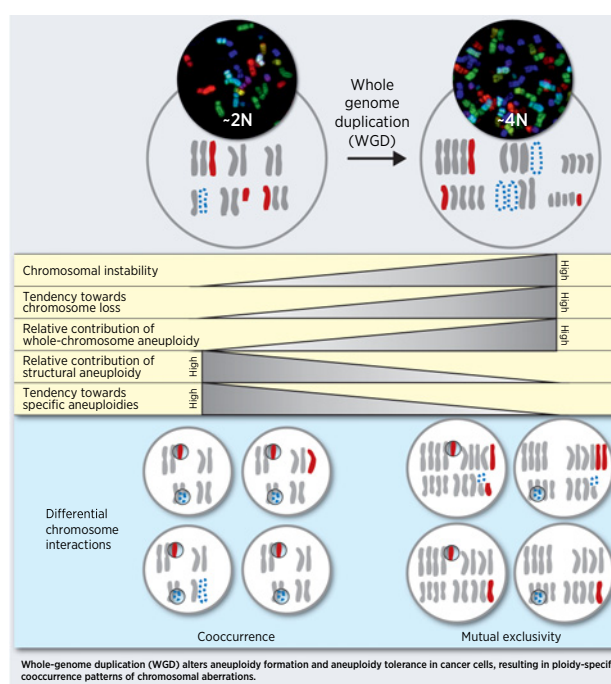 ~2N
Whole
genome
duplication
(WGD)
~4N
Chromosomal instability
High
Tendency towards
chromosome loss
High
Relative contribution of
whole-chromosome aneuploidy
High
Relative contribution of
structural aneuploidy
High
Tendency towards
specific aneuploidies
High
Differential
chromosome
interactions
Cooccurrence
Mutual exclusivity
Whole-genome duplication (WGD) alters aneuploidy formation and aneuploidy tolerance in cancer cells, resulting in ploidy-specif
cooccurrence patterns of chromosomal aberrations.